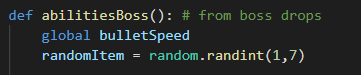 def abilitiesBoss(): # from boss drops
    global bulletSpeed
    randomItem = random.randint(1,7)